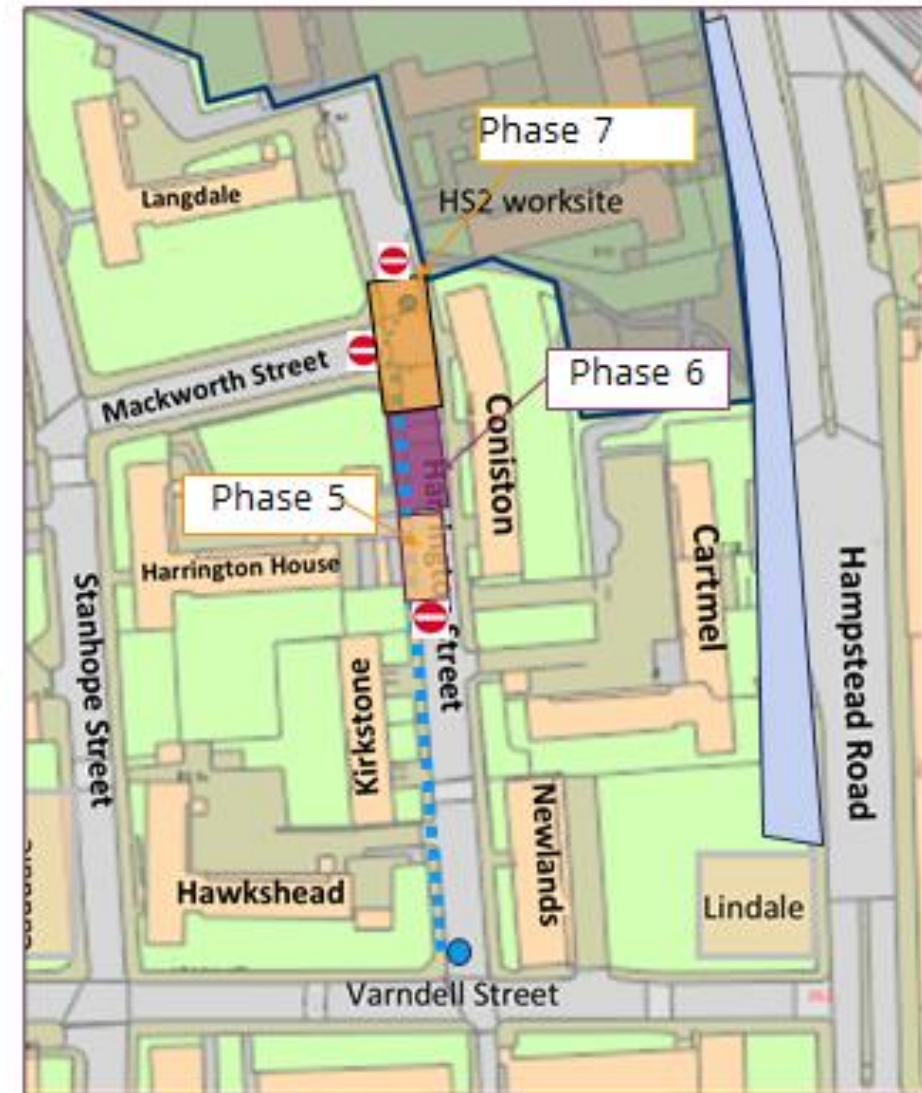 Phase 7
Langdale
HS2 worksite
Mackworth Street
Phase 6
Coniston
Phase 5
Harrington House
Cartmel
Hampstead Road
Stanhope Street
Street
Kirkstone
Newlands
Hawkshead
Lindale
Varndell Street